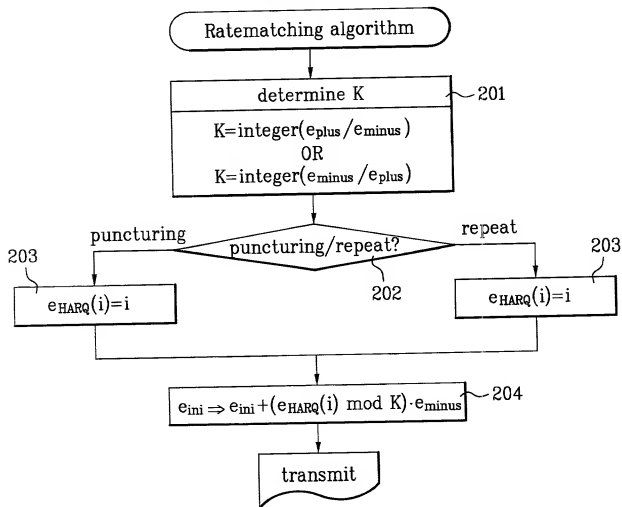 Ratematching algorithm
determine K
201
K=integer(eplus/eminus)
OR
K=integer(eminus/eplus)
puncturing
puncturing/repeat?
repeat
202
203
eHARQ(i)=i
203
eHARQ(i)=i
eini⇒eini+(eHARQ(i) mod K)·eminus
204
transmit